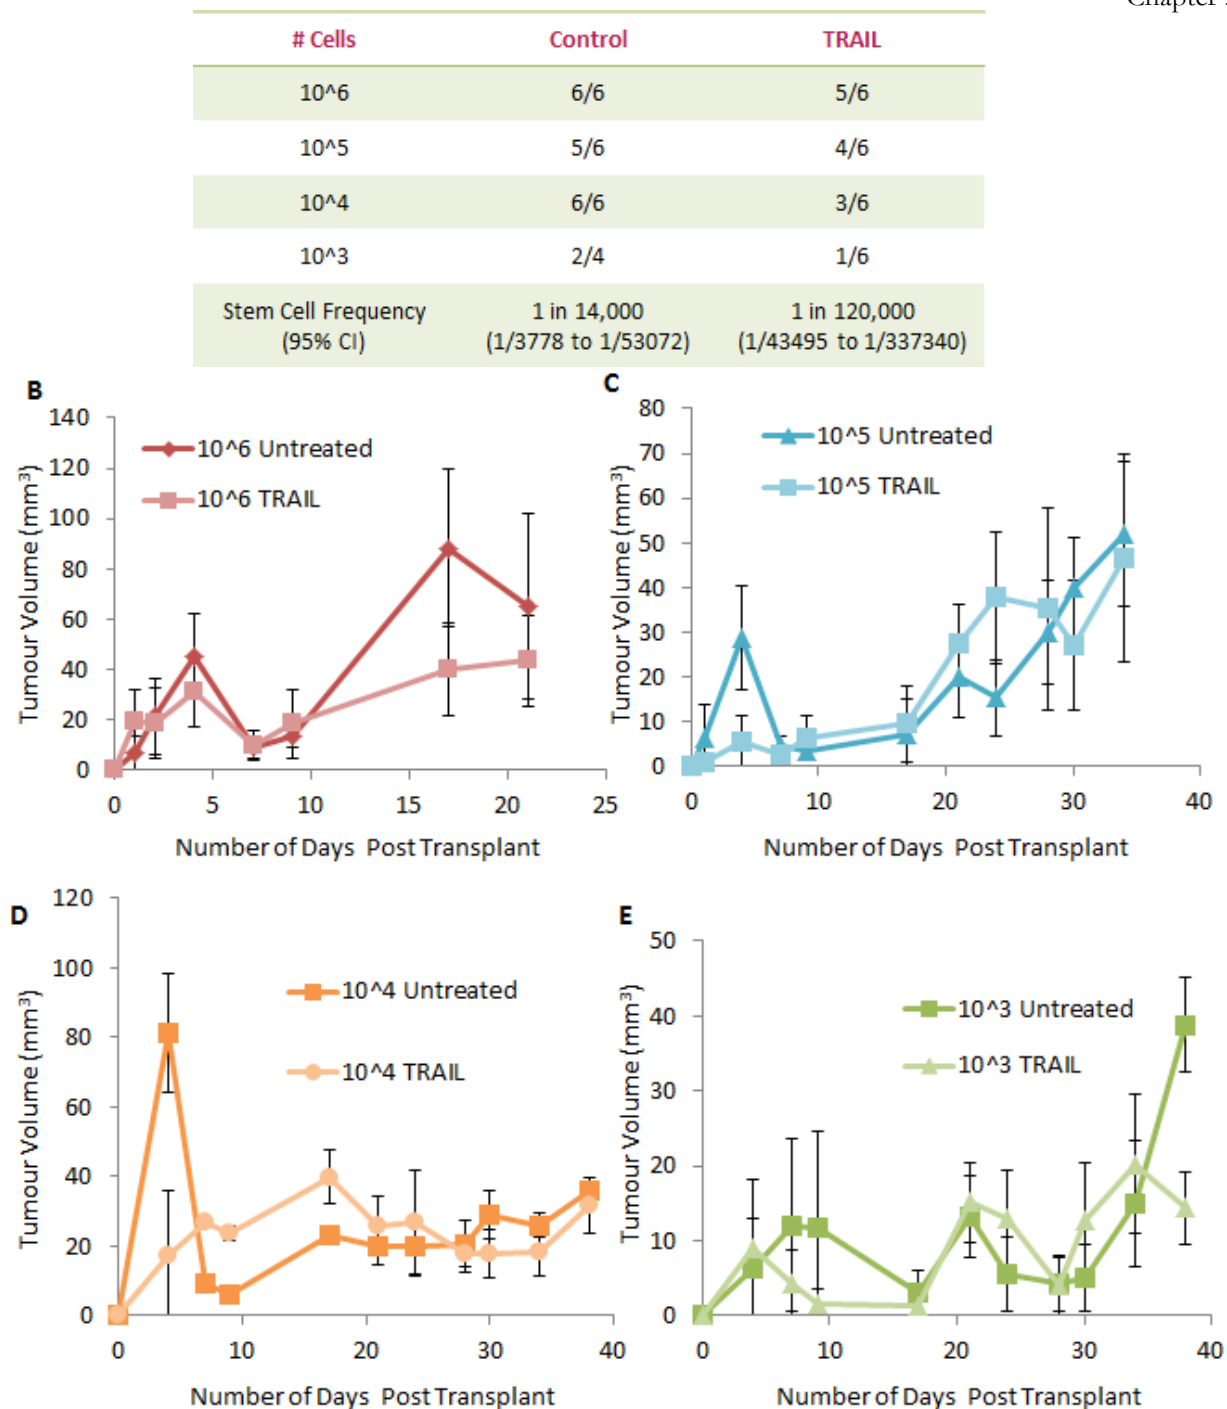 Chapter
# Cells Control TRAIL
10^6 6/6 5/6
10^5 5/6 4/6
10^4 6/6 3/6
10^3 2/4 1/6
Stem Cell Frequency 1 in 14,000 1 in 120,000
(95% CI) (1/3778 to 1/53072) (1/43495 to 1/337340)
B
140
120
100
80
60
40
20
0
Tumour Volume (mm³)
10^6 Untreated
10^6 TRAIL
0 5 10 15 20 25
Number of Days Post Transplant
C
80
70
60
50
40
30
20
10
0
Tumour Volume (mm³)
10^5 Untreated
10^5 TRAIL
0 10 20 30 40
Number of Days Post Transplant
D
120
100
80
60
40
20
0
Tumour Volume (mm³)
10^4 Untreated
10^4 TRAIL
0 10 20 30 40
Number of Days Post Transplant
E
50
40
30
20
10
0
Tumour Volume (mm³)
10^3 Untreated
10^3 TRAIL
0 10 20 30 40
Number of Days Post Transplant